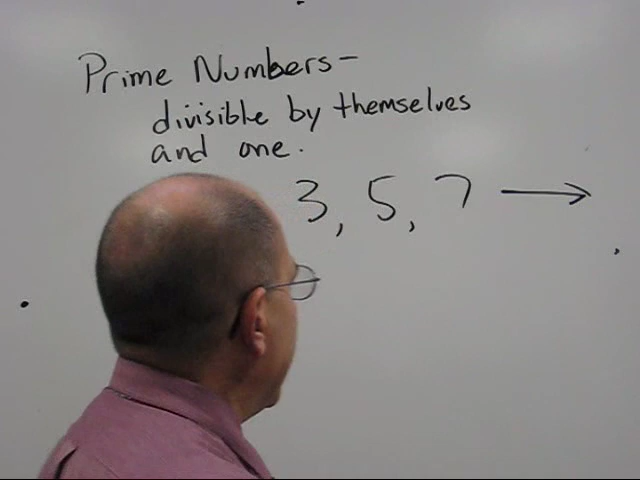 Prime Numbers-
divisible by themselves
and one.
3, 5, 7 →